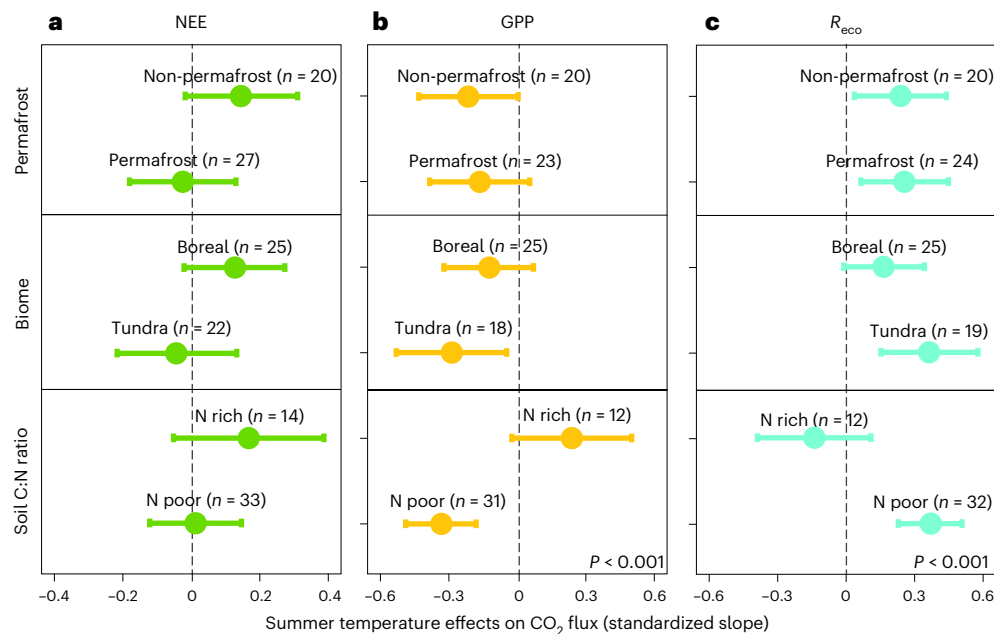 a NEE
Permafrost
Non-permafrost (n = 20)
Permafrost (n = 27)
Biome
Boreal (n = 25)
Tundra (n = 22)
Soil C:N ratio
N rich (n = 14)
N poor (n = 33)
−0.4 −0.2 0 0.2 0.4
b GPP
Non-permafrost (n = 20)
Permafrost (n = 23)
Boreal (n = 25)
Tundra (n = 18)
N rich (n = 12)
N poor (n = 31)
P < 0.001
−0.6 −0.3 0 0.3 0.6
c Reco
Non-permafrost (n = 20)
Permafrost (n = 24)
Boreal (n = 25)
Tundra (n = 19)
N rich (n = 12)
N poor (n = 32)
P < 0.001
−0.6 −0.3 0 0.3 0.6
Summer temperature effects on CO2 flux (standardized slope)